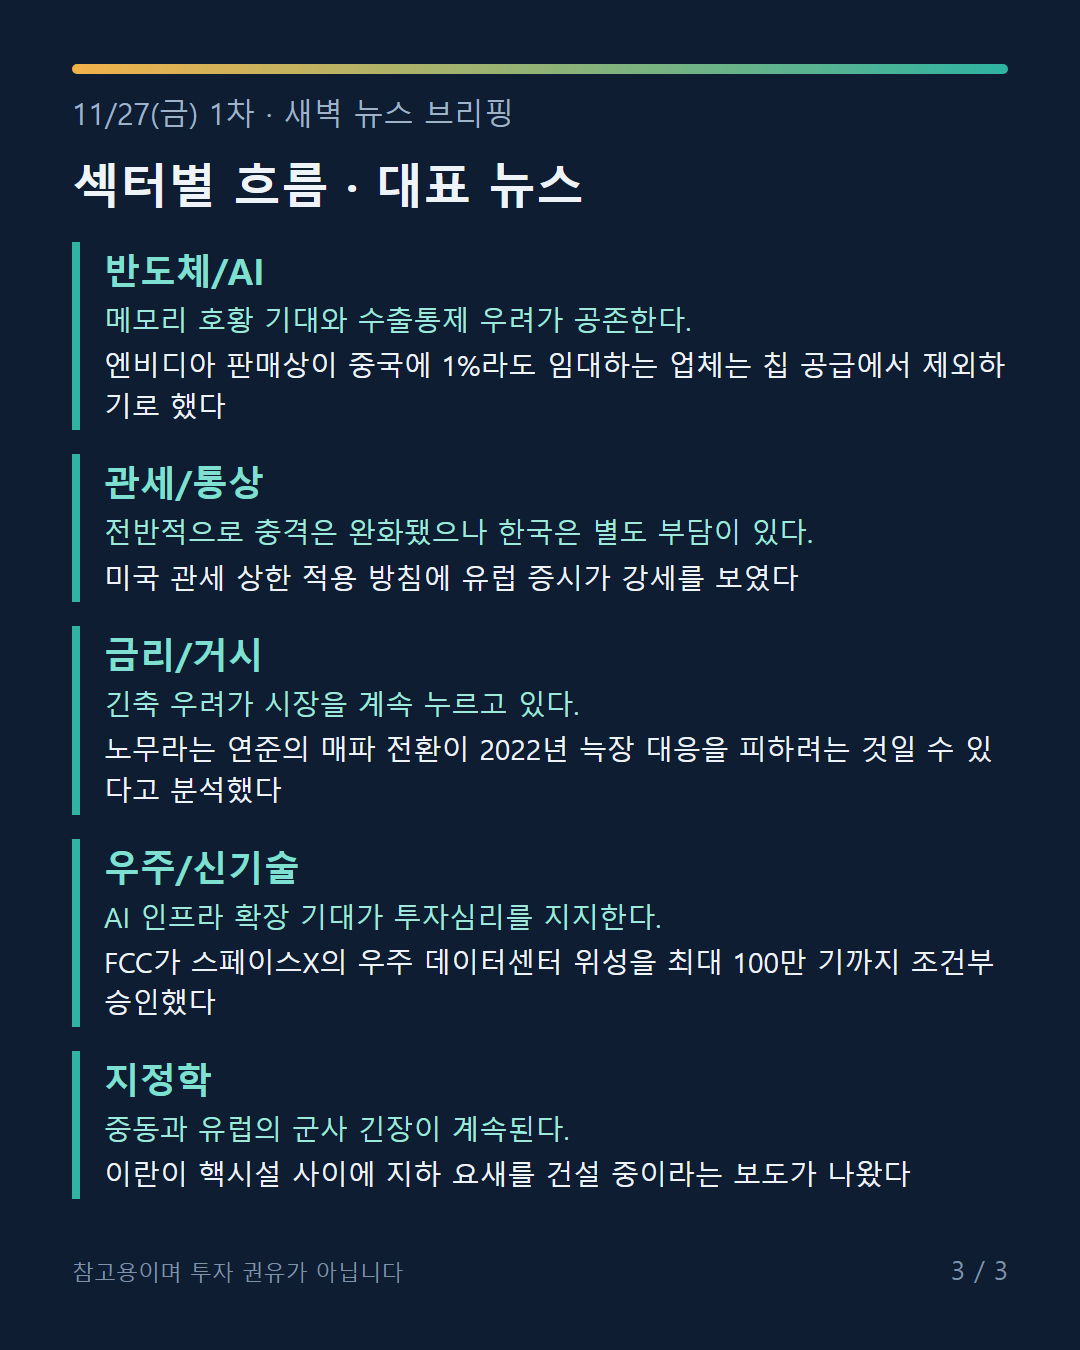 11/27(금) 1차 · 새벽 뉴스 브리핑
섹터별 흐름 · 대표 뉴스
반도체/AI
메모리 호황 기대와 수출통제 우려가 공존한다.
엔비디아 판매상이 중국에 1%라도 임대하는 업체는 칩 공급에서 제외하
기로 했다
관세/통상
전반적으로 충격은 완화됐으나 한국은 별도 부담이 있다.
미국 관세 상한 적용 방침에 유럽 증시가 강세를 보였다
금리/거시
긴축 우려가 시장을 계속 누르고 있다.
노무라는 연준의 매파 전환이 2022년 늑장 대응을 피하려는 것일 수 있
다고 분석했다
우주/신기술
AI 인프라 확장 기대가 투자심리를 지지한다.
FCC가 스페이스X의 우주 데이터센터 위성을 최대 100만 기까지 조건부
승인했다
지정학
중동과 유럽의 군사 긴장이 계속된다.
이란이 핵시설 사이에 지하 요새를 건설 중이라는 보도가 나왔다
참고용이며 투자 권유가 아닙니다
3 / 3